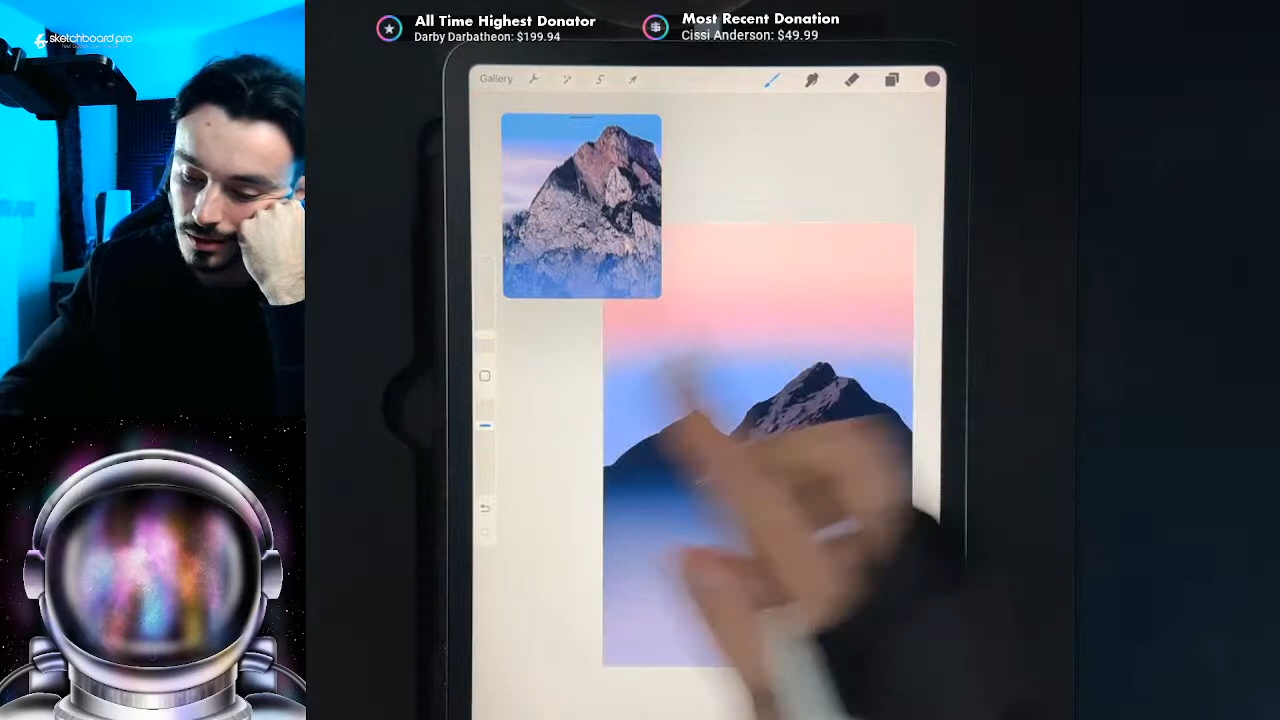 sketchboard pro
All Time Highest Donator
Darby Darbatheon: $199.94
Most Recent Donation
Cissi Anderson: $49.99
Gallery